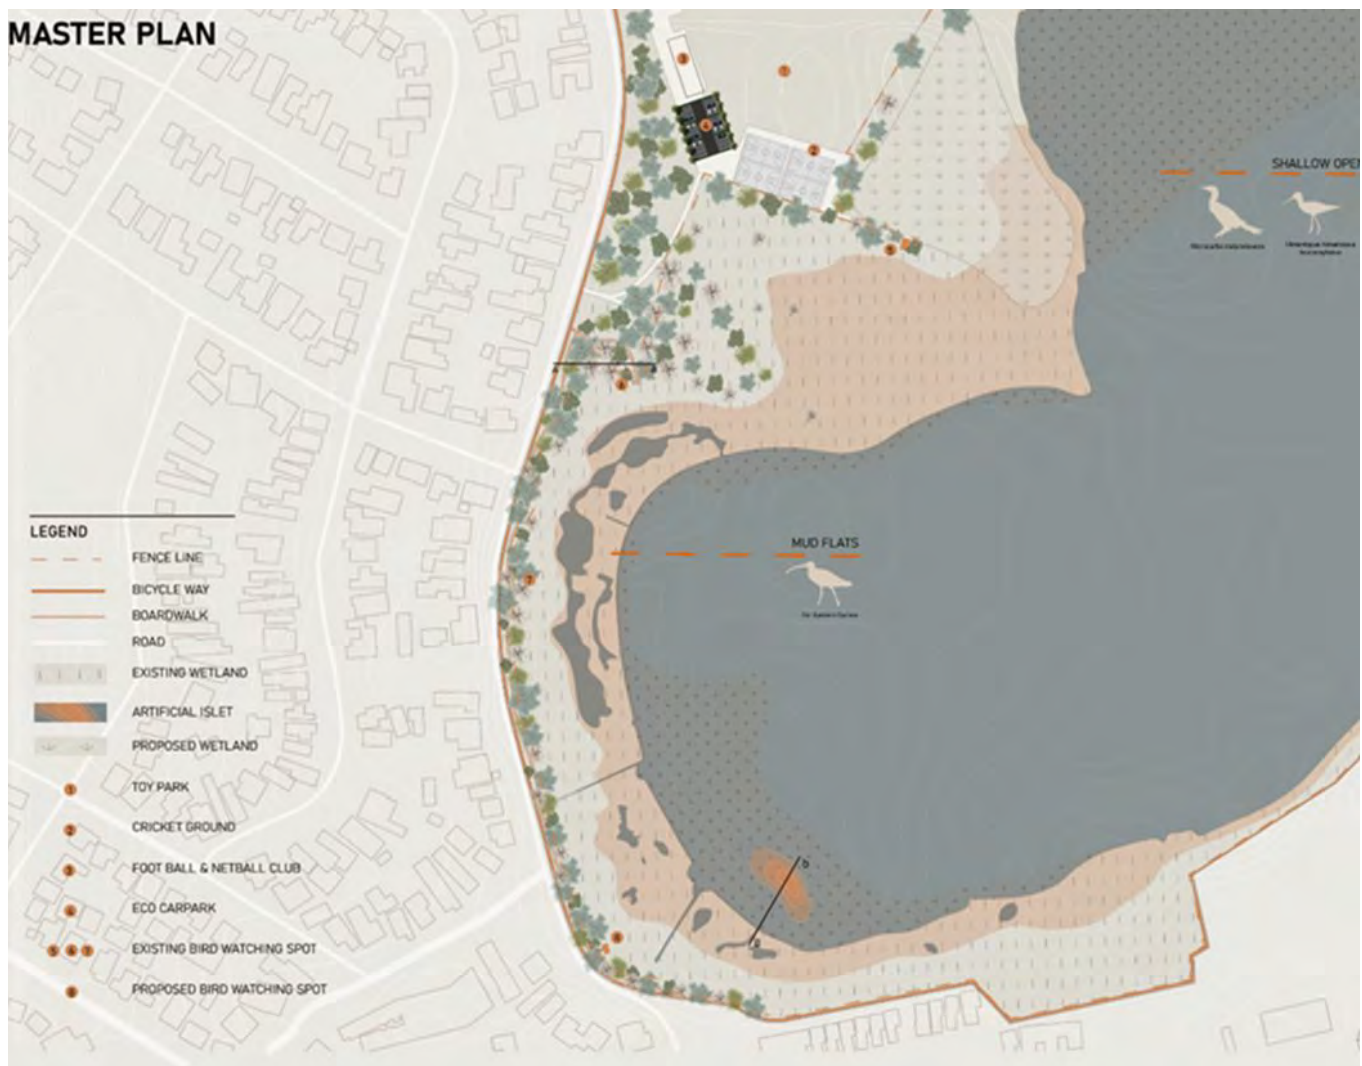 MASTER PLAN
SHALLOW OPEN
MUD FLATS
LEGEND
FENCE LINE
BICYCLE WAY
BOARDWALK
ROAD
EXISTING WETLAND
ARTIFICIAL ISLET
PROPOSED WETLAND
1 TOY PARK
2 CRICKET GROUND
3 FOOT BALL & NETBALL CLUB
4 ECO CARPARK
5 6 7 EXISTING BIRD WATCHING SPOT
8 PROPOSED BIRD WATCHING SPOT